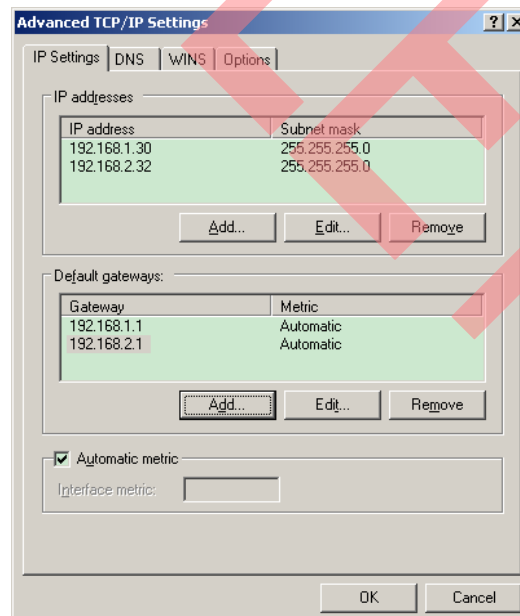 Advanced TCP/IP Settings
IP Settings DNS WINS Options
IP addresses
IP address Subnet mask
192.168.1.30 255.255.255.0
192.168.2.32 255.255.255.0
Add... Edit... Remove
Default gateways:
Gateway Metric
192.168.1.1 Automatic
192.168.2.1 Automatic
Add... Edit... Remove
Automatic metric
Interface metric:
OK Cancel